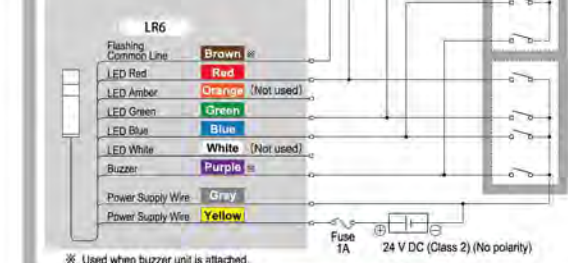 LR6
Flashing
Common Line Brown ※
LED Red Red
LED Amber Orange (Not used)
LED Green Green
LED Blue Blue
LED White White (Not used)
Buzzer Purple ※
Power Supply Wire Gray
Power Supply Wire Yellow
Fuse
1A
⊕ ⊖
24 V DC (Class 2) (No polarity)
※ Used when buzzer unit is attached.